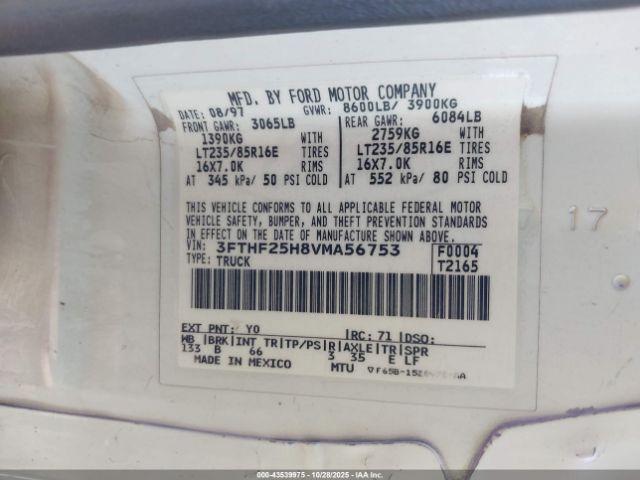 MFD. BY FORD MOTOR COMPANY
DATE: 08/97 GVWR: 8600LB/ 3900KG
FRONT GAWR: 3065LB REAR GAWR: 6084LB
1390KG WITH 2759KG WITH
LT235/85R16E TIRES LT235/85R16E TIRES
16X7.0K RIMS 16X7.0K RIMS
AT 345 kPa/ 50 PSI COLD AT 552 kPa/ 80 PSI COLD
THIS VEHICLE CONFORMS TO ALL APPLICABLE FEDERAL MOTOR
VEHICLE SAFETY, BUMPER, AND THEFT PREVENTION STANDARDS
IN EFFECT ON THE DATE OF MANUFACTURE SHOWN ABOVE.
VIN: 3FTHF25H8VMA56753 F0004
TYPE: TRUCK T2165
EXT PNT: YO RC: 71 DSO:
WB BRK INT TR TP/PS R AXLE TR SPR
133 B 66 3 35 E LF
MADE IN MEXICO MTU
17
000-43539975 | 10/28/2025 | IAAI.COM